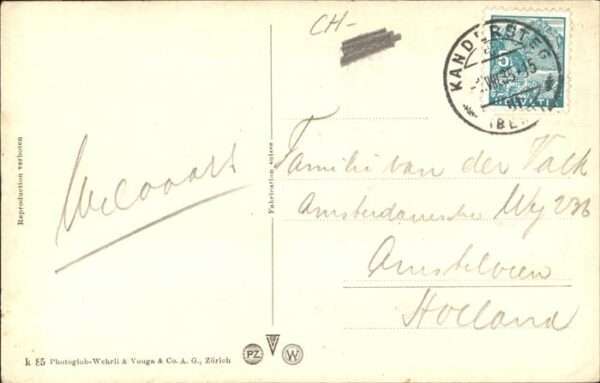 CH-
KANDERSTEG
5
HELVETIA
Reproduction verboten
Fabrication suisse
Familie van der Valk
Amsterdamsche Weg
Amstelveen
Holland
k 85 Photoglob-Wehrli & Vouga & Co. A. G., Zürich
PZ
W